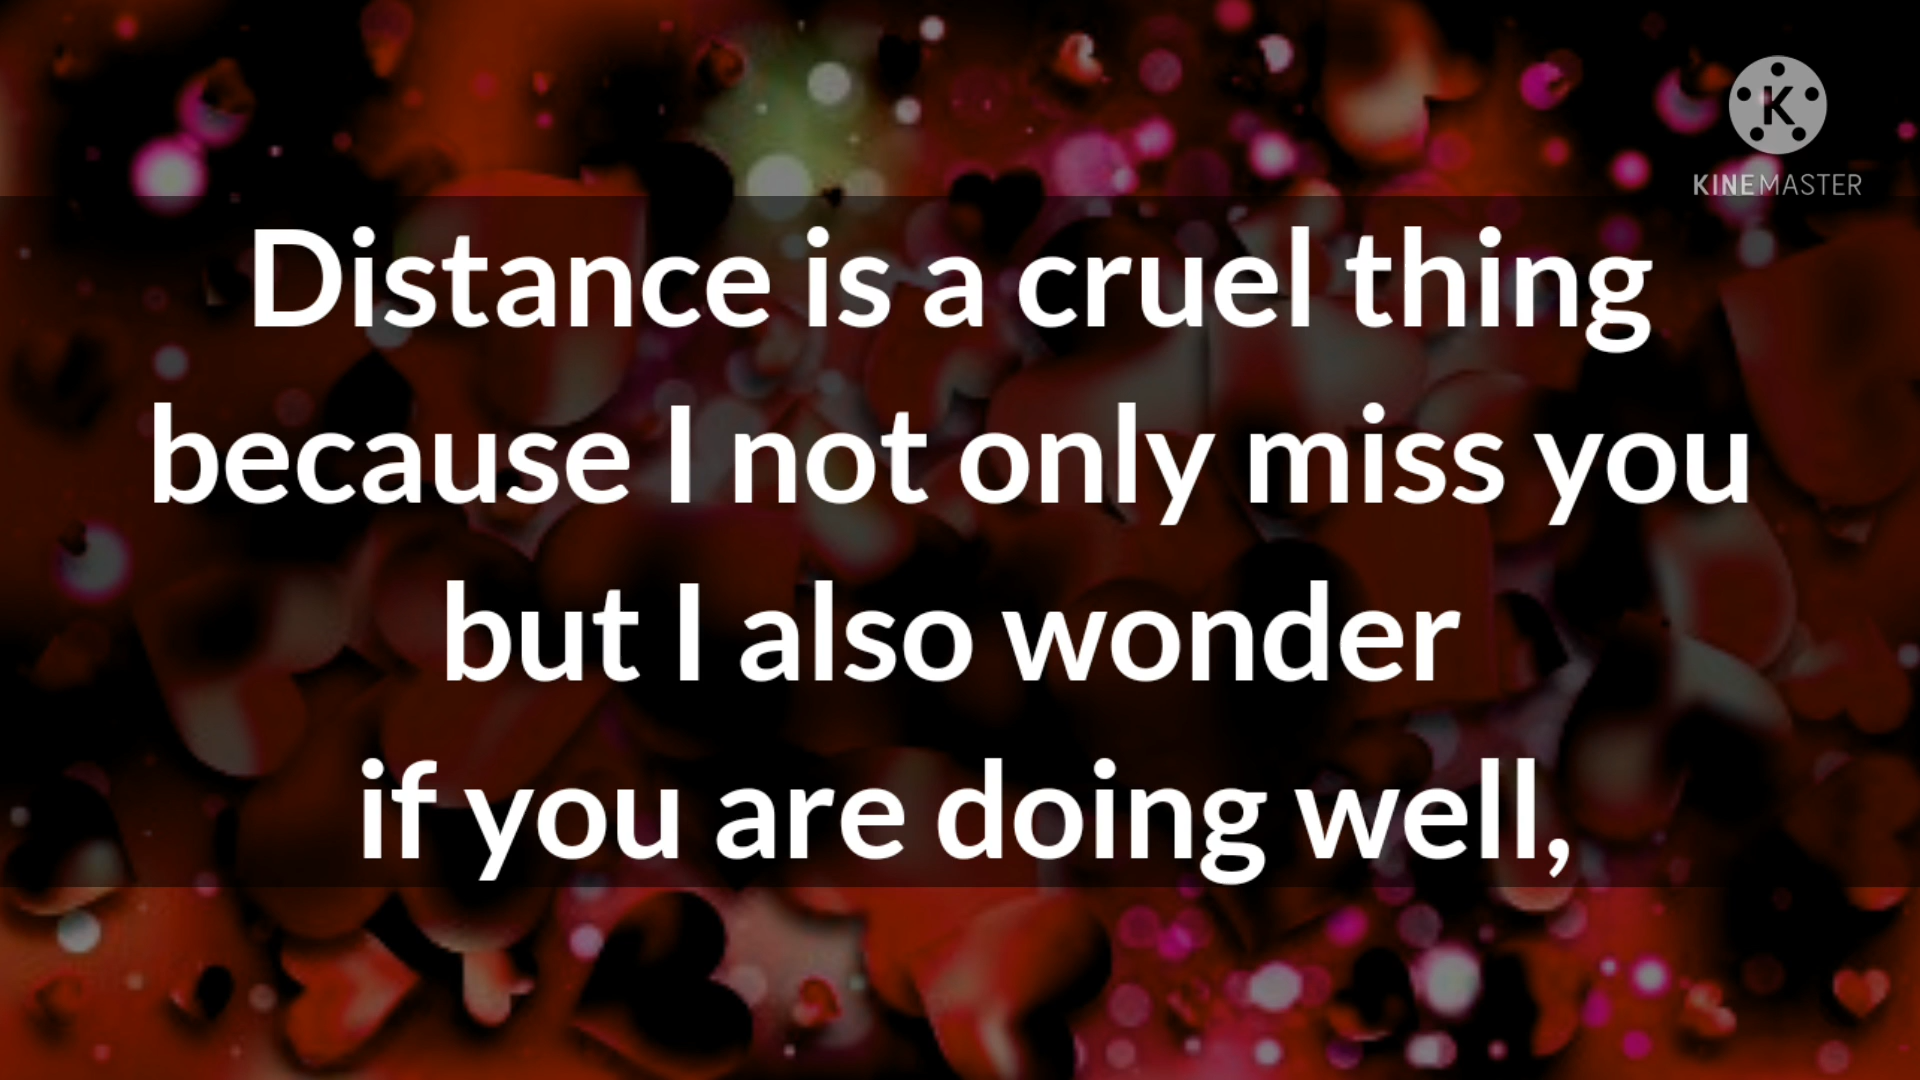 KINEMASTER
Distance is a cruel thing
because I not only miss you
but I also wonder
if you are doing well,